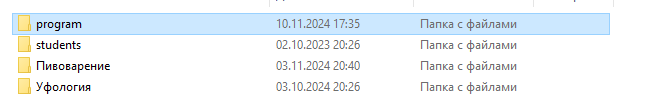 program 10.11.2024 17:35 Папка с файлами
students 02.10.2023 20:26 Папка с файлами
Пивоварение 03.11.2024 20:40 Папка с файлами
Уфология 03.10.2024 20:26 Папка с файлами